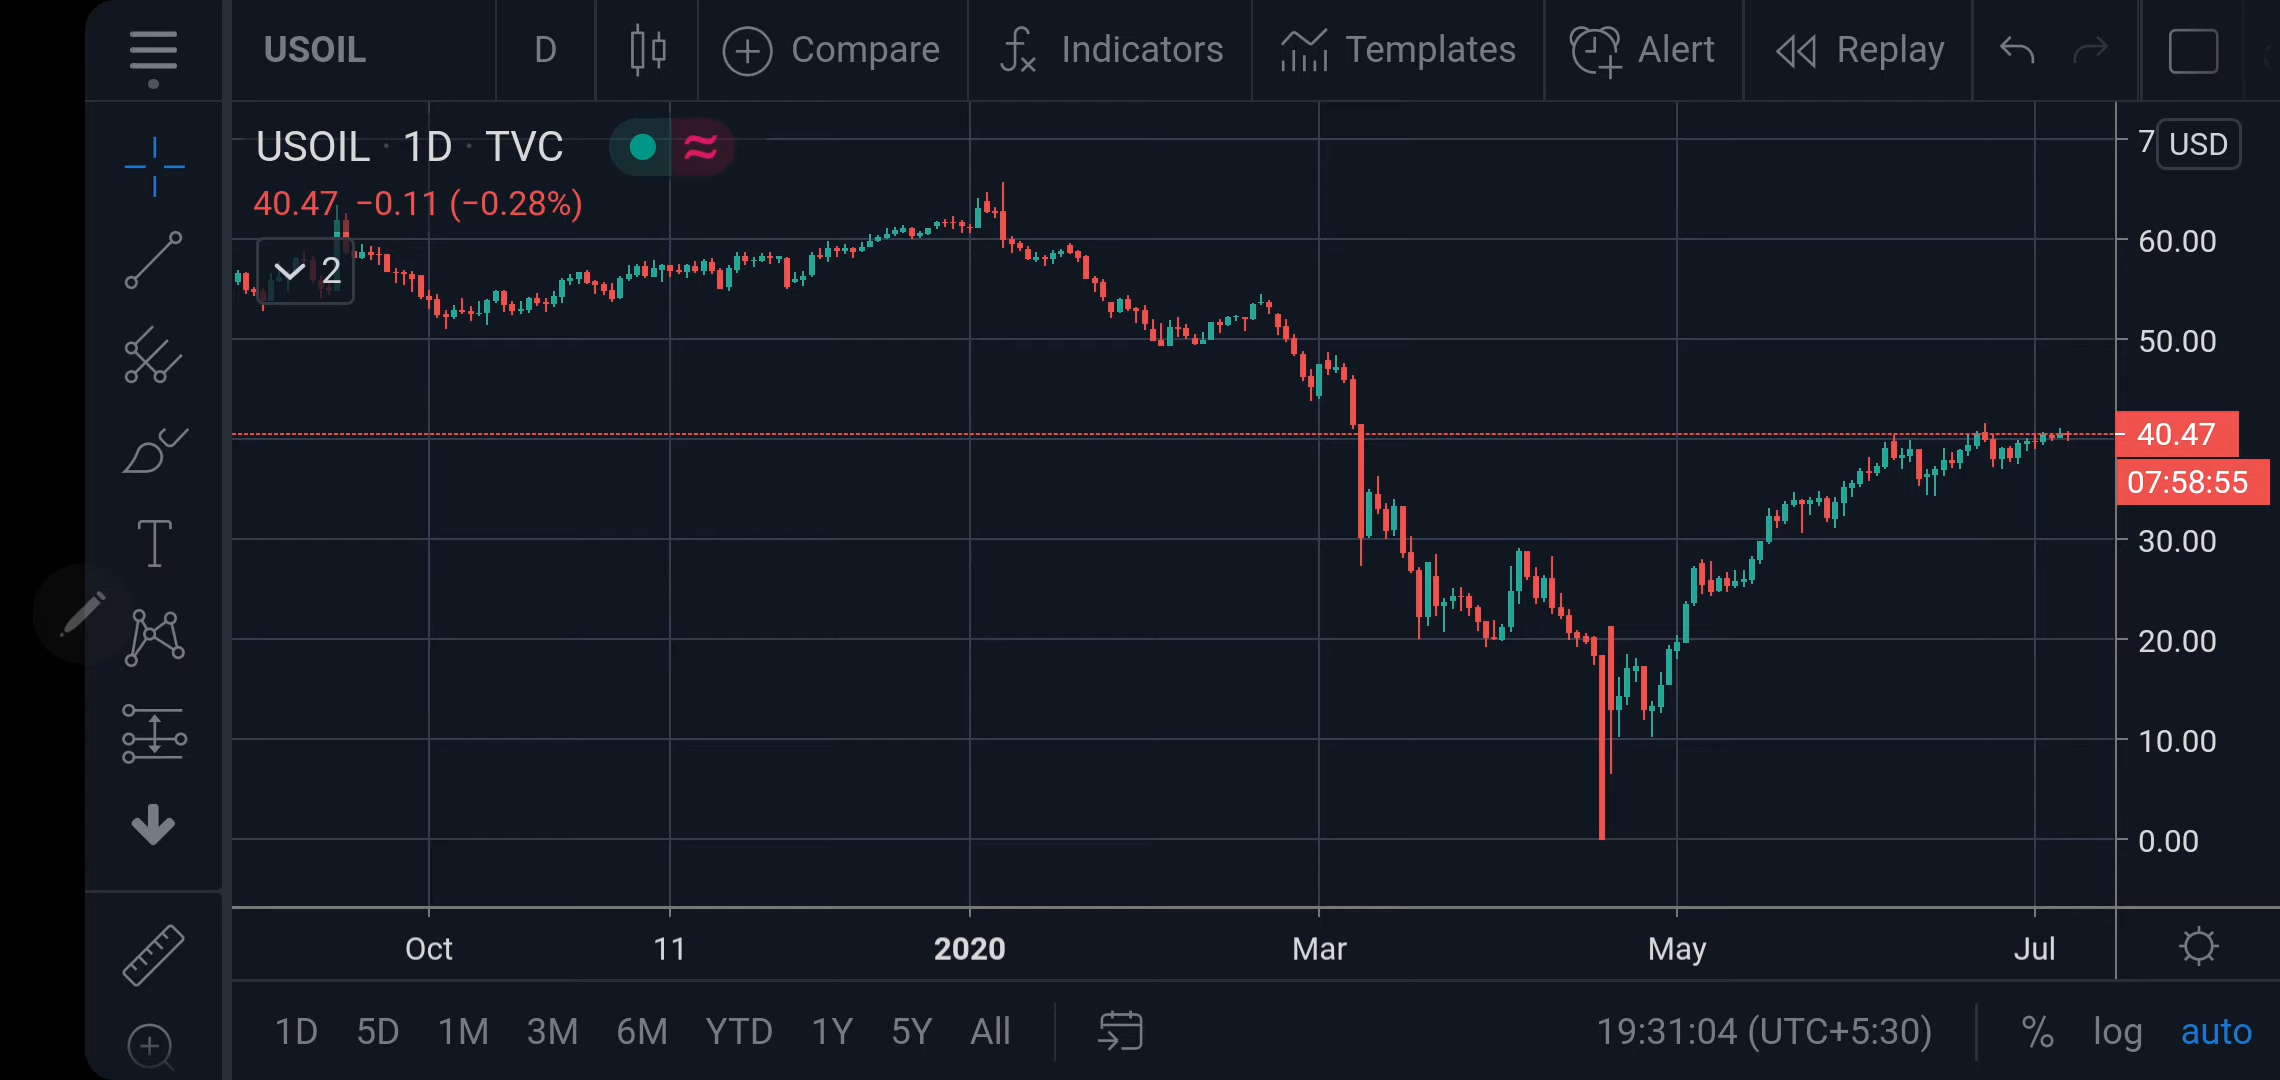 USOIL D Compare Indicators Templates Alert Replay
USOIL · 1D · TVC
40.47 −0.11 (−0.28%)
2
7 USD
60.00
50.00
40.47
07:58:55
30.00
20.00
10.00
0.00
Oct 11 2020 Mar May Jul
1D 5D 1M 3M 6M YTD 1Y 5Y All 19:31:04 (UTC+5:30) % log auto